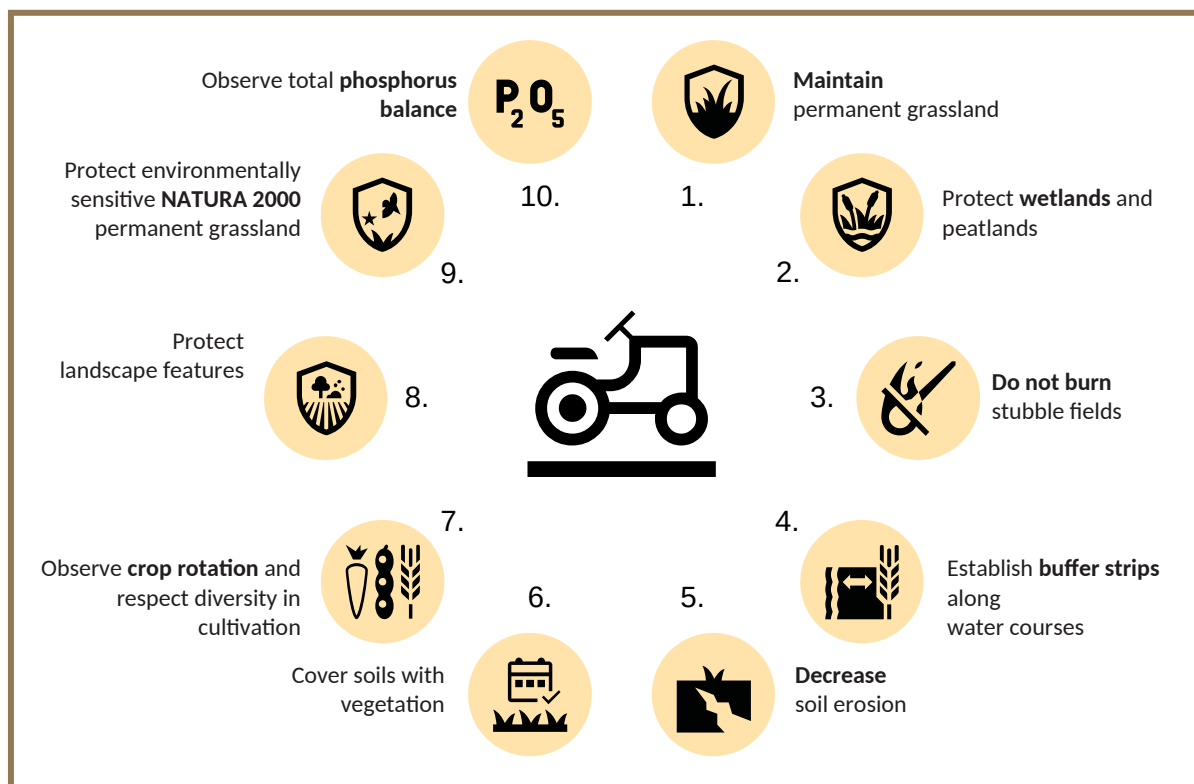 1.
Maintain
permanent grassland
2.
Protect wetlands and
peatlands
3.
Do not burn
stubble fields
4.
Establish buffer strips
along
water courses
5.
Decrease
soil erosion
6.
Cover soils with
vegetation
7.
Observe crop rotation and
respect diversity in
cultivation
8.
Protect
landscape features
9.
Protect environmentally
sensitive NATURA 2000
permanent grassland
10.
Observe total phosphorus
balance
P2O5